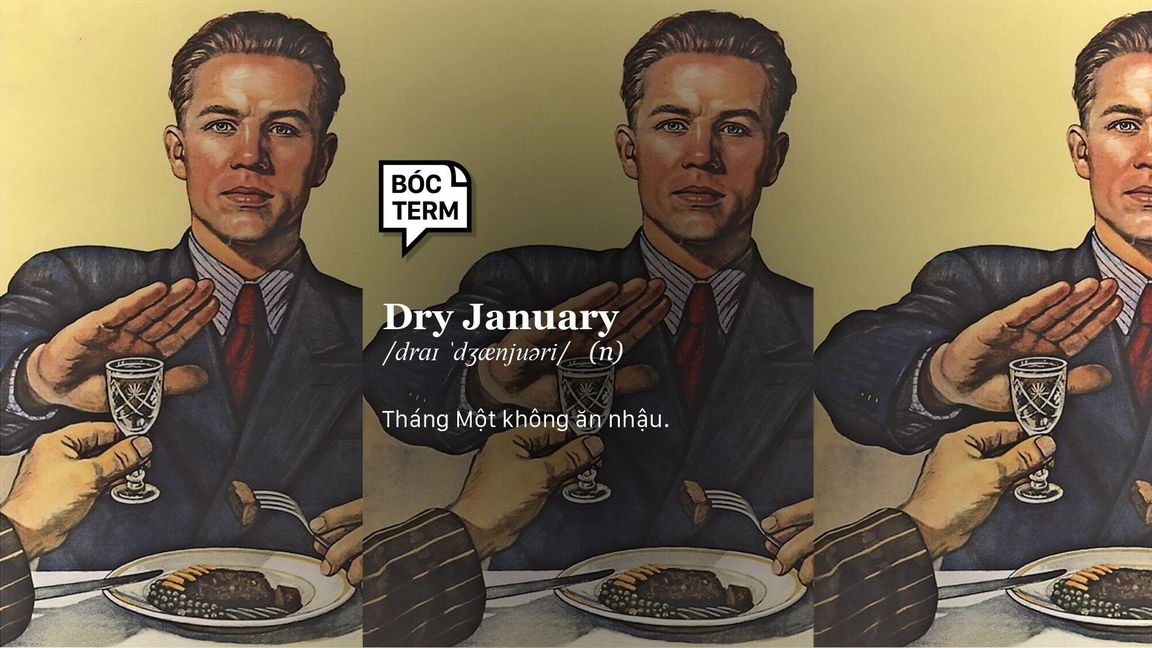 BÓC
TERM
Dry January
/draɪ ˈdʒænjuəri/ (n)
Tháng Một không ăn nhậu.